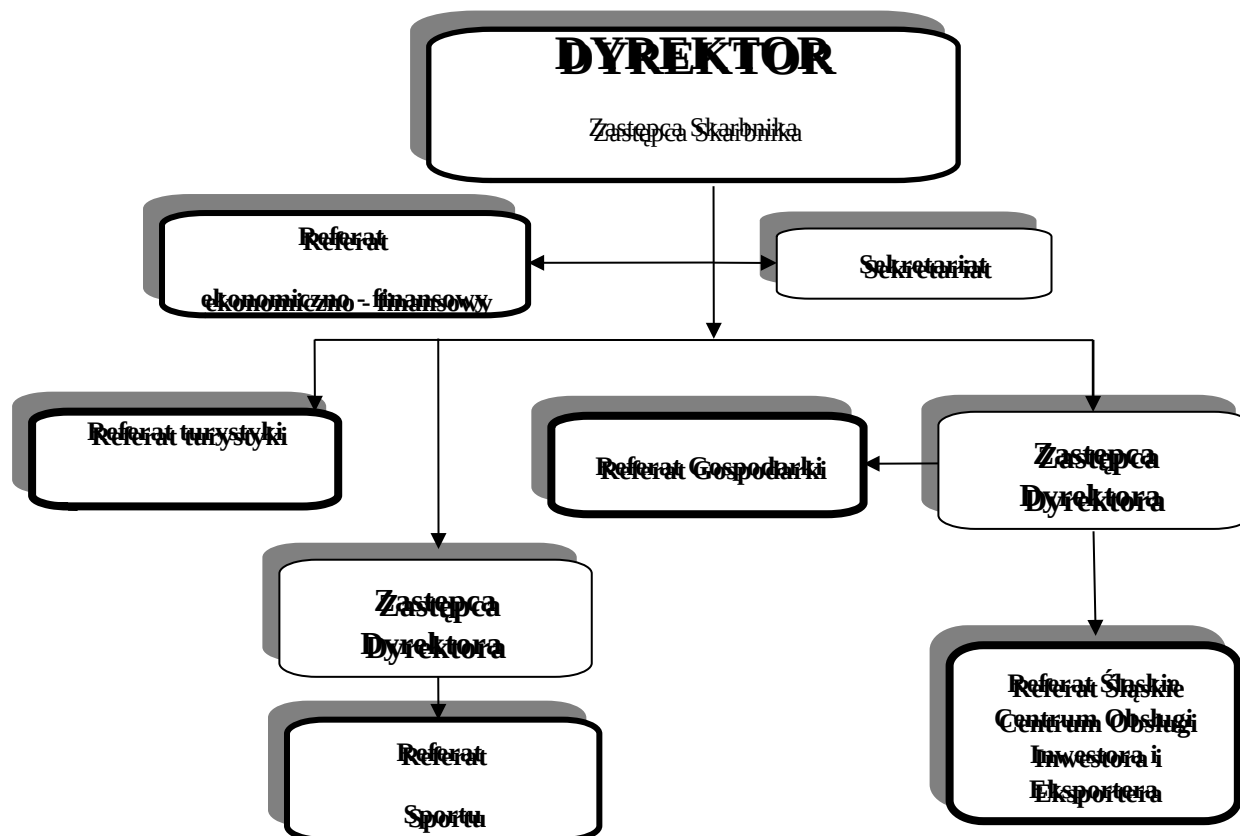 DYREKTOR
Zastępca Skarbnika
Referat
ekonomiczno - finansowy
Sekretariat
Referat turystyki
Referat Gospodarki
Zastępca
Dyrektora
Zastępca
Dyrektora
Referat
Sportu
Referat Śląskie
Centrum Obsługi
Inwestora i
Eksportera